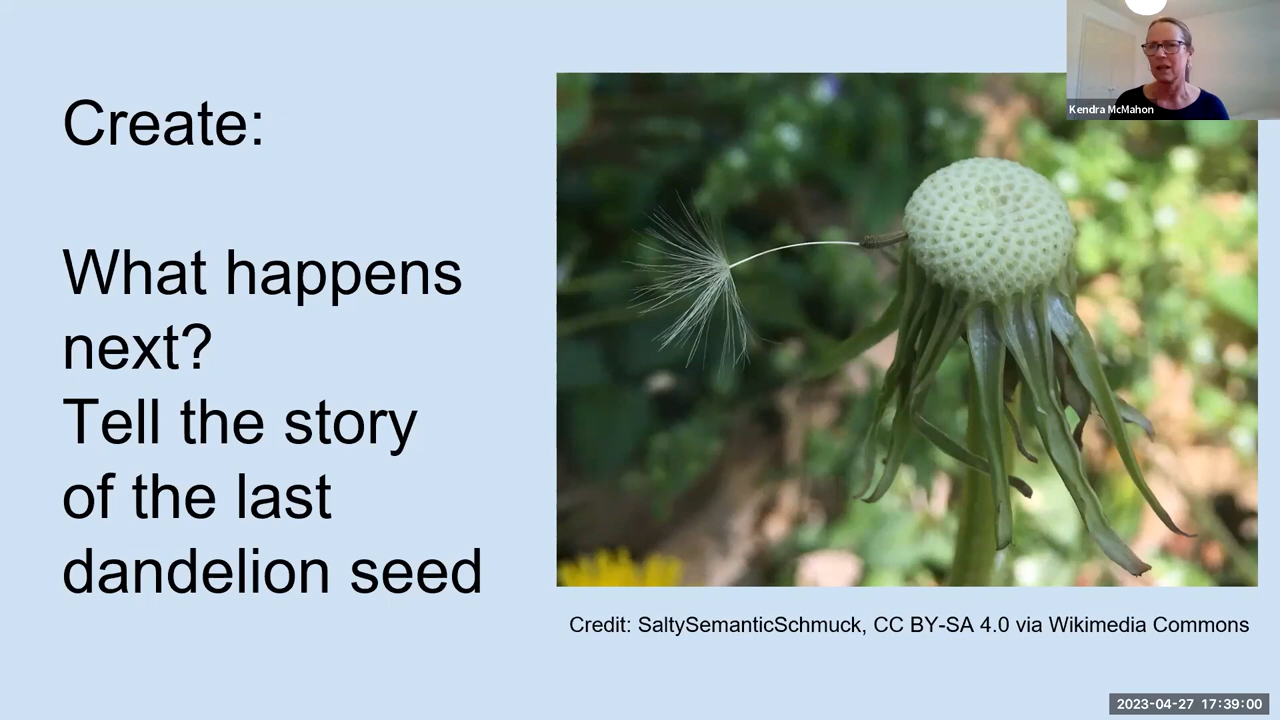 Create:
What happens
next?
Tell the story
of the last
dandelion seed
Kendra McMahon
Credit: SaltySemanticSchmuck, CC BY-SA 4.0 via Wikimedia Commons
2023-04-27 17:39:00